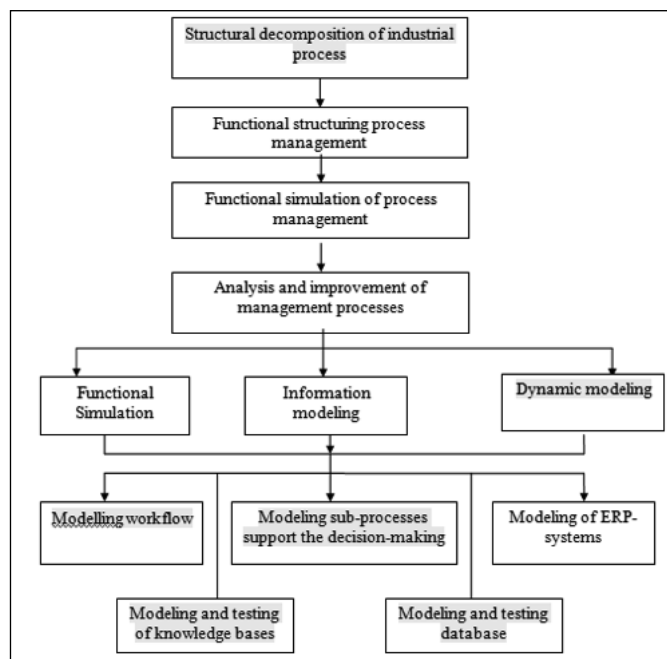 Structural decomposition of industrial
process
Functional structuring process
management
Functional simulation of process
management
Analysis and improvement of
management processes
Functional
Simulation
Information
modeling
Dynamic modeling
Modelling workflow
Modeling sub-processes
support the decision-making
Modeling of ERP-
systems
Modeling and testing
of knowledge bases
Modeling and testing
database